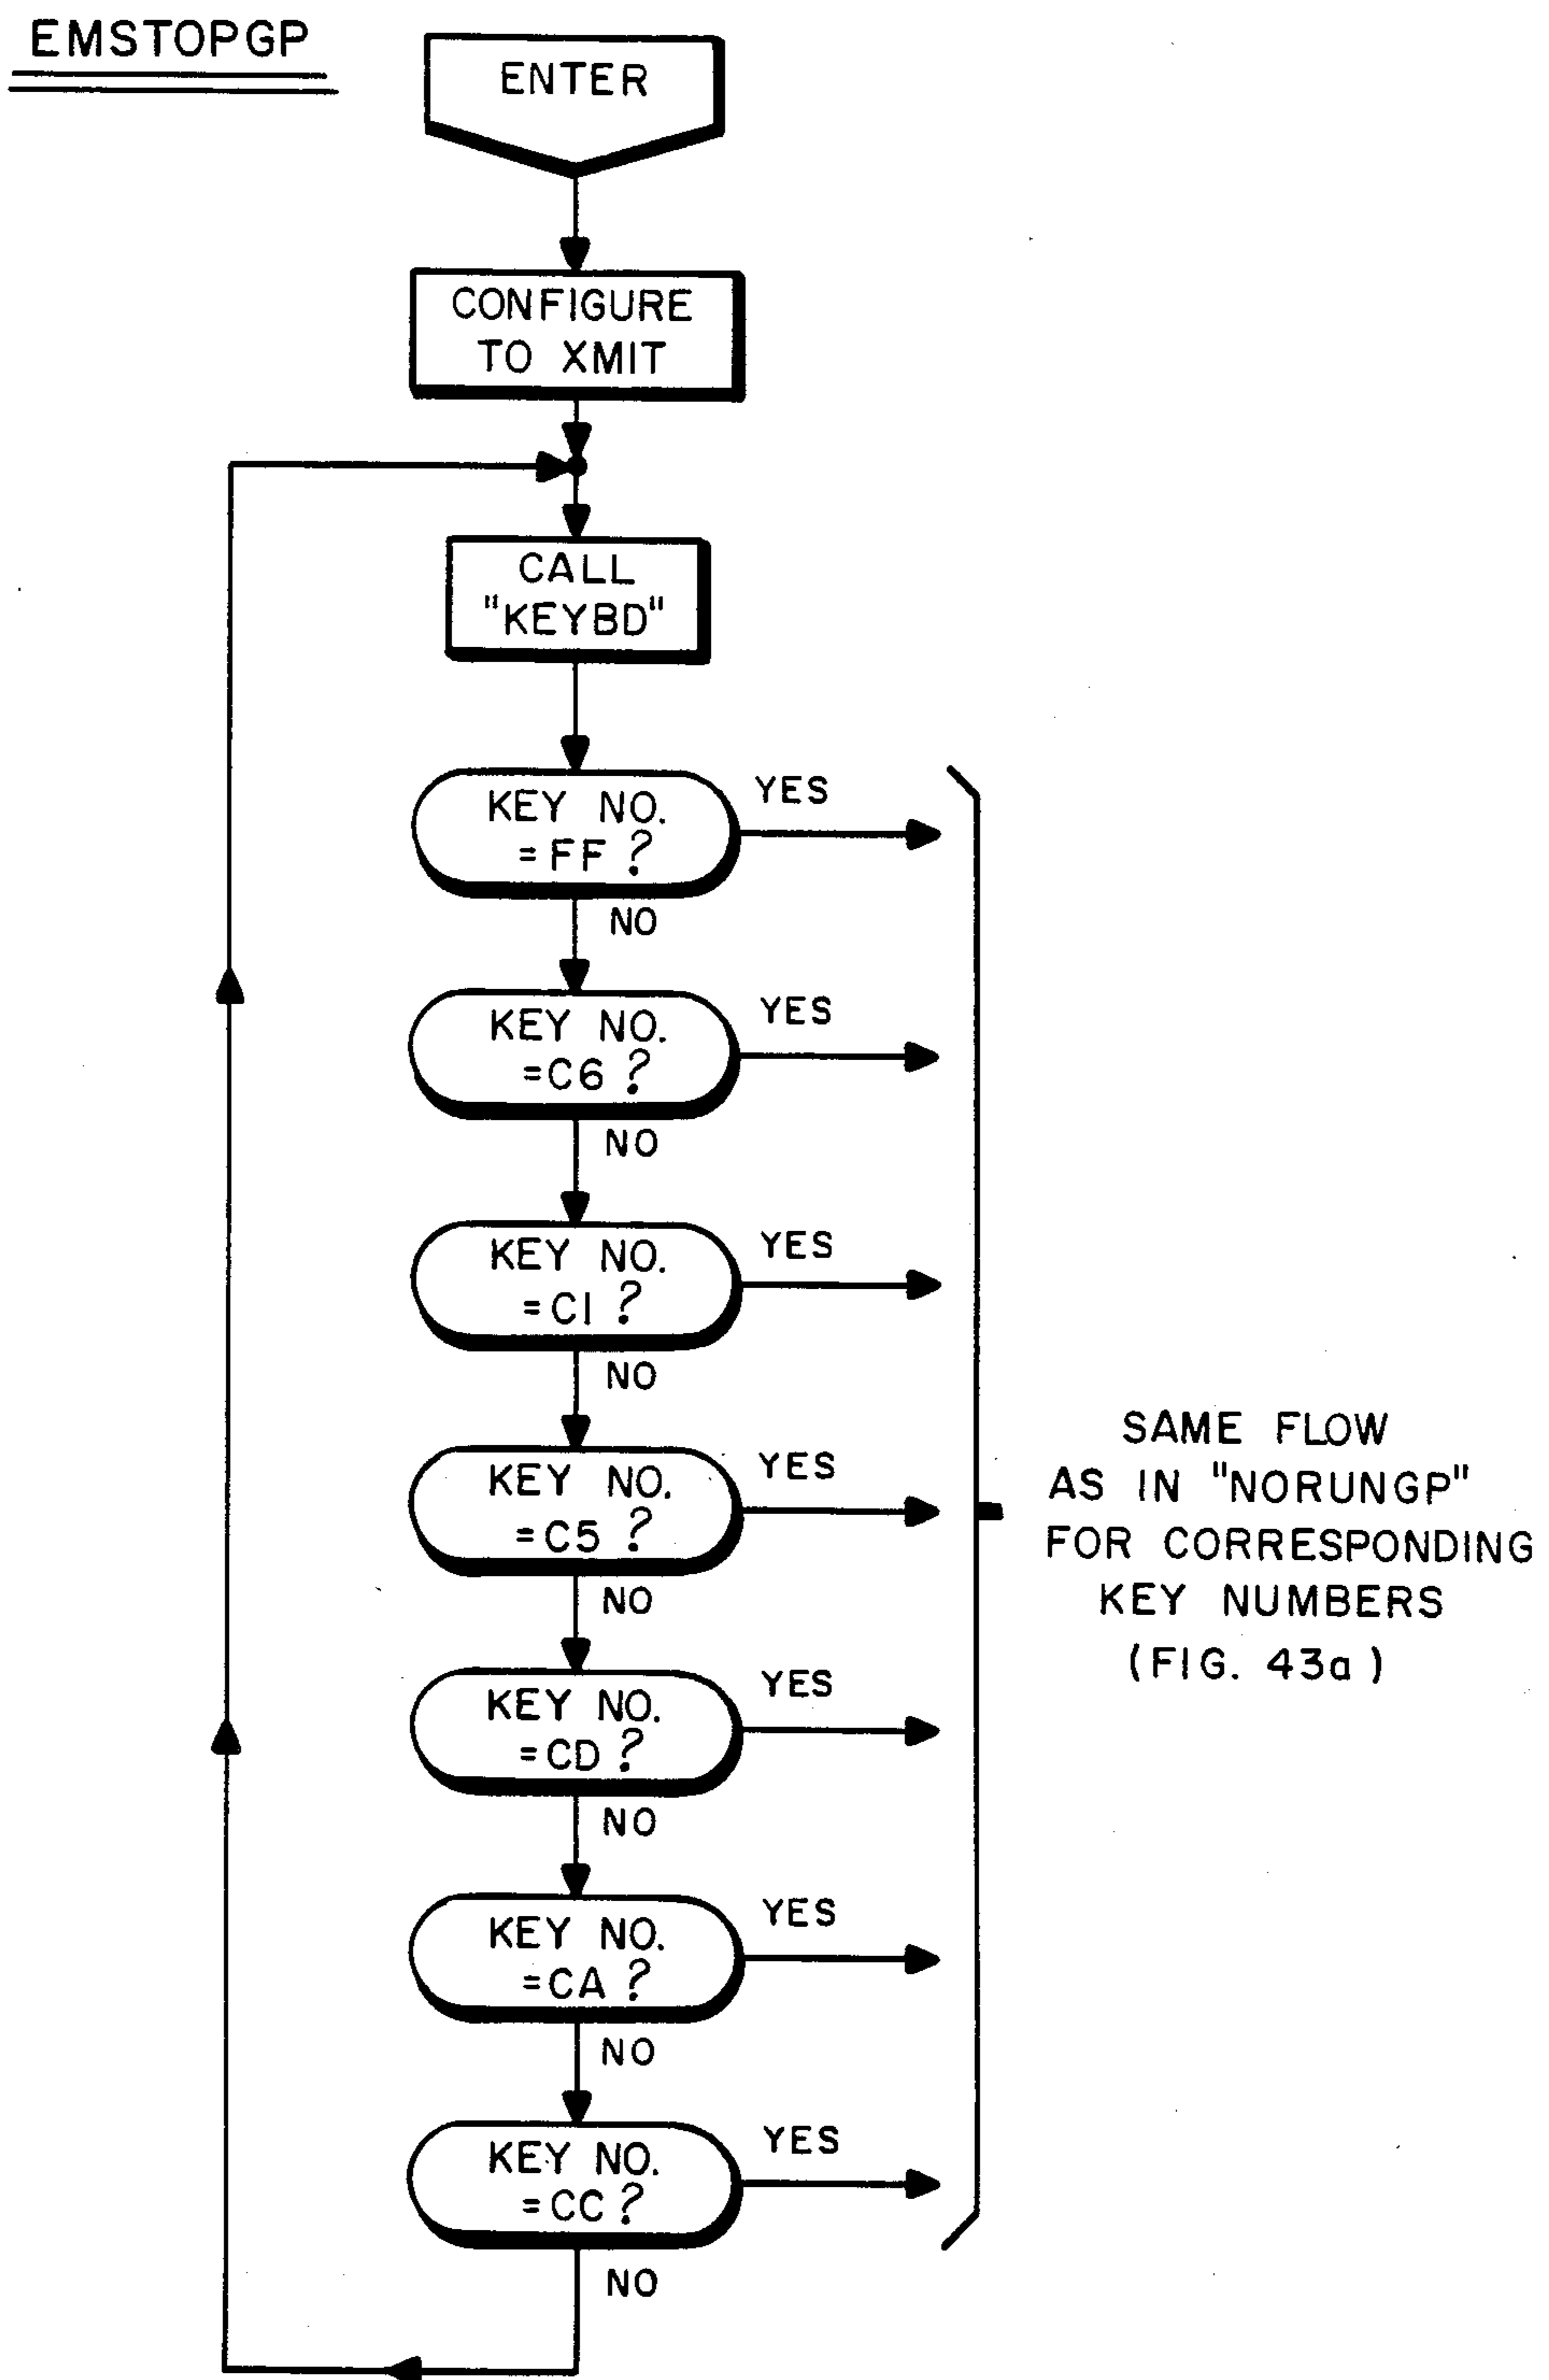 EMSTOPGP
ENTER
CONFIGURE
TO XMIT
CALL
"KEYBD"
KEY NO.
=FF ?
YES
NO
KEY NO.
=C6 ?
YES
NO
KEY NO.
=C1 ?
YES
NO
KEY NO.
=C5 ?
YES
NO
KEY NO.
=CD ?
YES
NO
KEY NO.
=CA ?
YES
NO
KEY NO.
=CC ?
YES
NO
SAME FLOW
AS IN "NORUNGP"
FOR CORRESPONDING
KEY NUMBERS
(FIG. 43a)